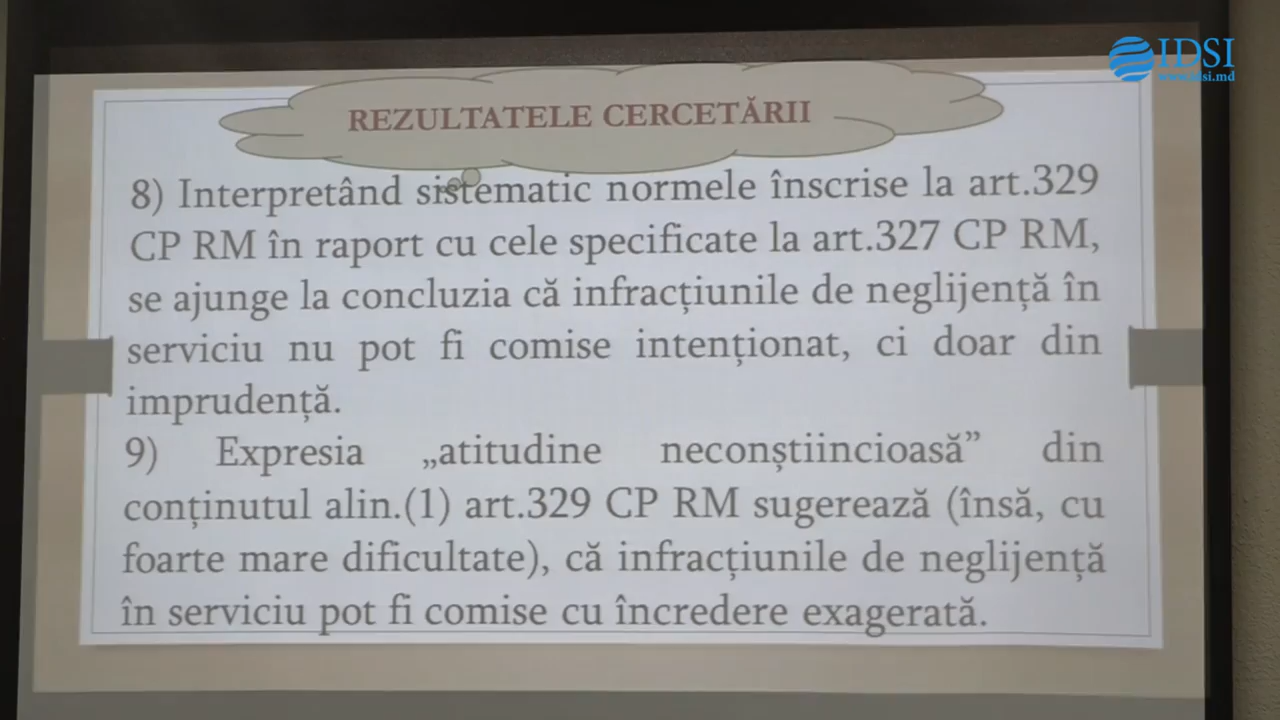 IDSI
www.idsi.md
REZULTATELE CERCETĂRII
8) Interpretând sistematic normele înscrise la art.329
CP RM în raport cu cele specificate la art.327 CP RM,
se ajunge la concluzia că infracțiunile de neglijență în
serviciu nu pot fi comise intenționat, ci doar din
imprudență.
9) Expresia „atitudine neconștiincioasă” din
conținutul alin.(1) art.329 CP RM sugerează (însă, cu
foarte mare dificultate), că infracțiunile de neglijență
în serviciu pot fi comise cu încredere exagerată.